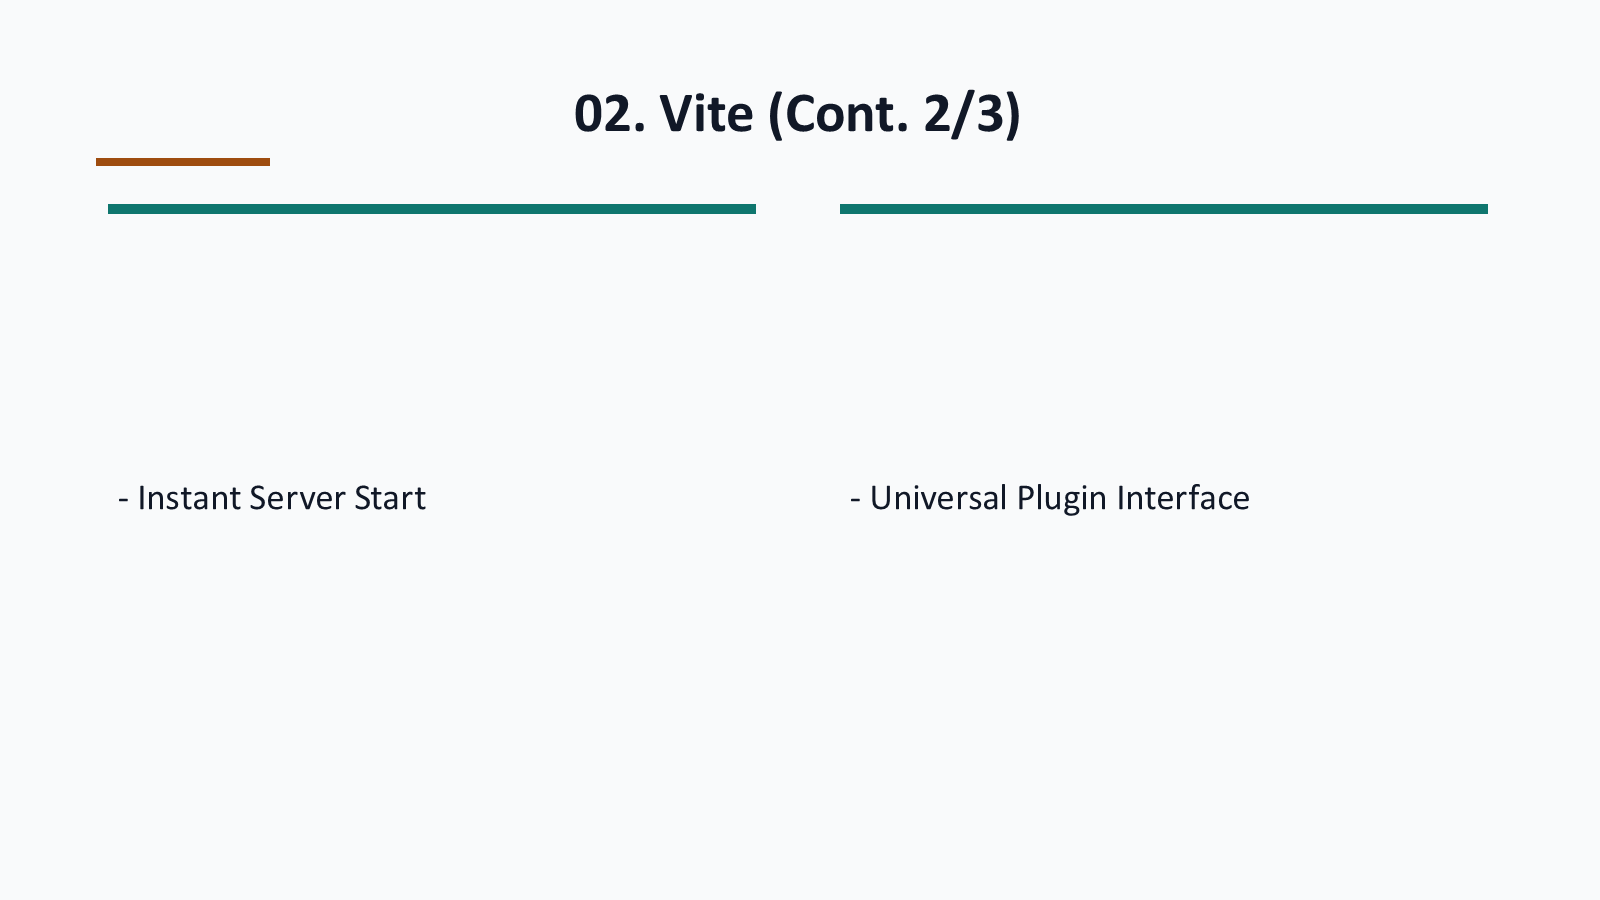 02. Vite (Cont. 2/3)
- Instant Server Start
- Universal Plugin Interface